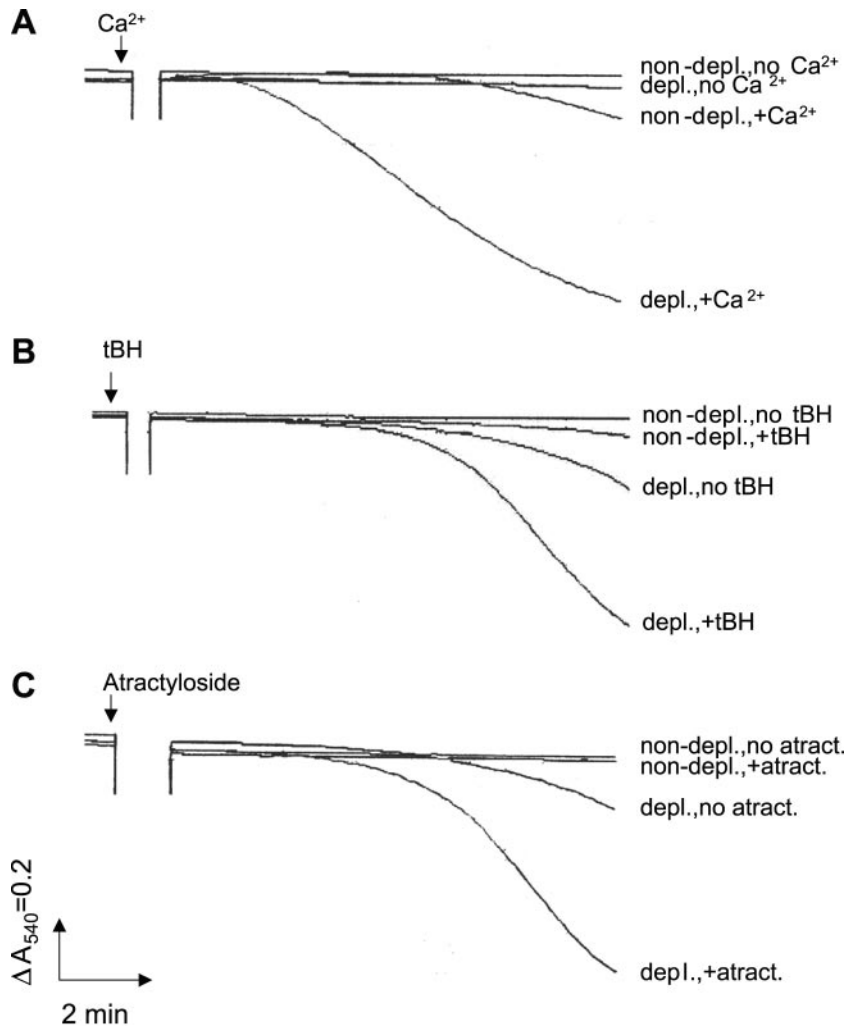 A
Ca²⁺
non-depl.,no Ca²⁺
depl.,no Ca²⁺
non-depl.,+Ca²⁺
depl.,+Ca²⁺
B
tBH
non-depl.,no tBH
non-depl.,+tBH
depl.,no tBH
depl.,+tBH
C
Atractyloside
non-depl.,no atract.
non-depl.,+atract.
depl.,no atract.
depl.,+atract.
ΔA₅₄₀=0.2
2 min